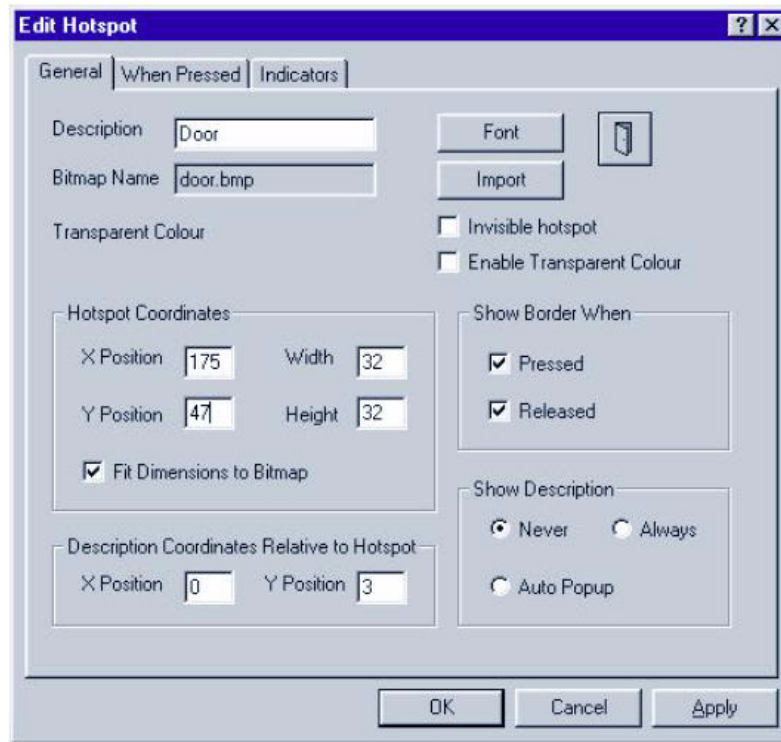 Edit Hotspot
General When Pressed Indicators
Description Door Font
Bitmap Name door.bmp Import
Transparent Colour
Invisible hotspot
Enable Transparent Colour
Hotspot Coordinates
X Position 175 Width 32
Y Position 47 Height 32
Fit Dimensions to Bitmap
Show Border When
Pressed
Released
Description Coordinates Relative to Hotspot
X Position 0 Y Position 3
Show Description
Never Always
Auto Popup
OK Cancel Apply